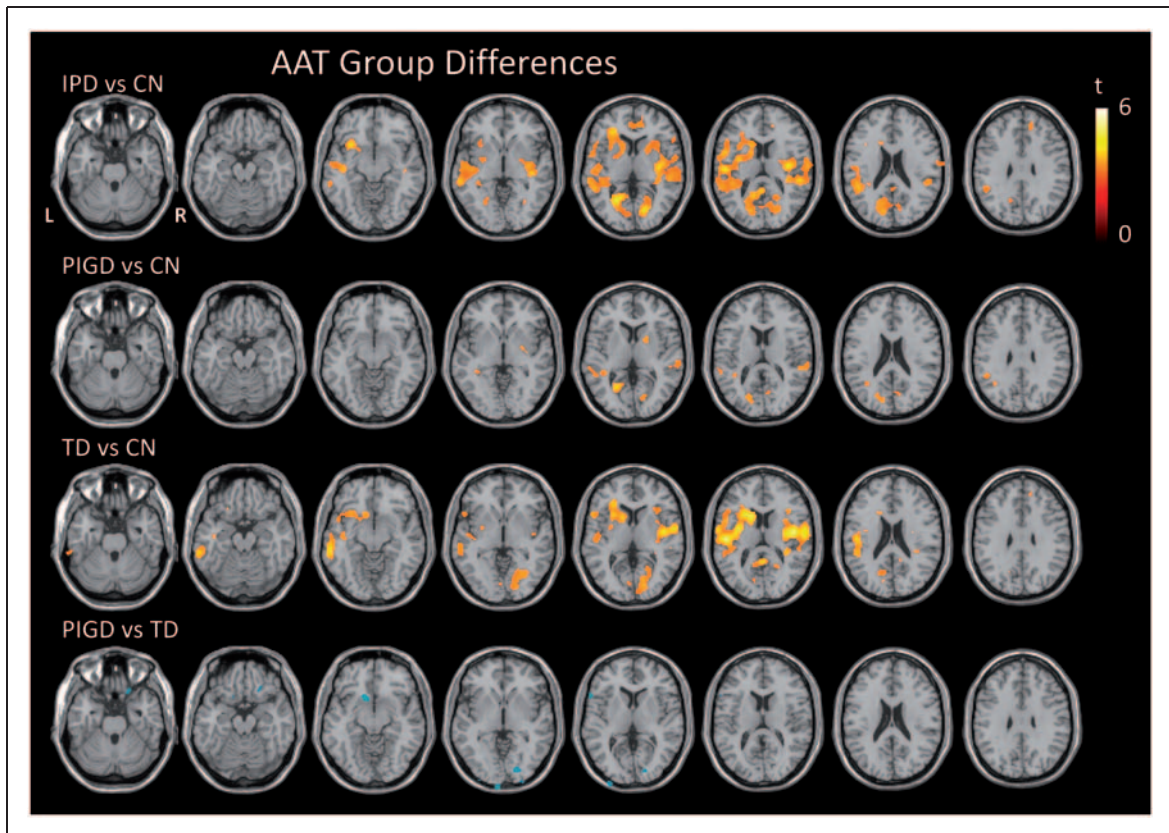 AAT Group Differences
IPD vs CN
t
6
L
R
0
PIGD vs CN
TD vs CN
PIGD vs TD